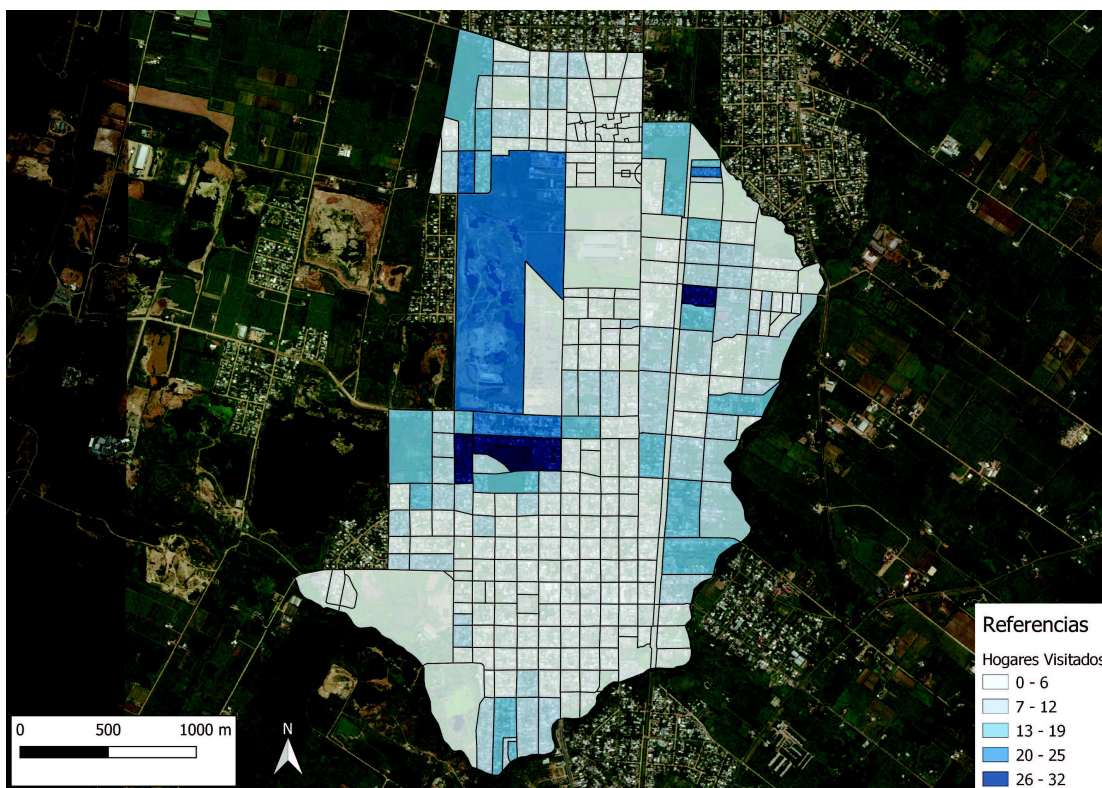 Referencias
Hogares Visitados
0 - 6
7 - 12
13 - 19
20 - 25
26 - 32
0 500 1000 m
N